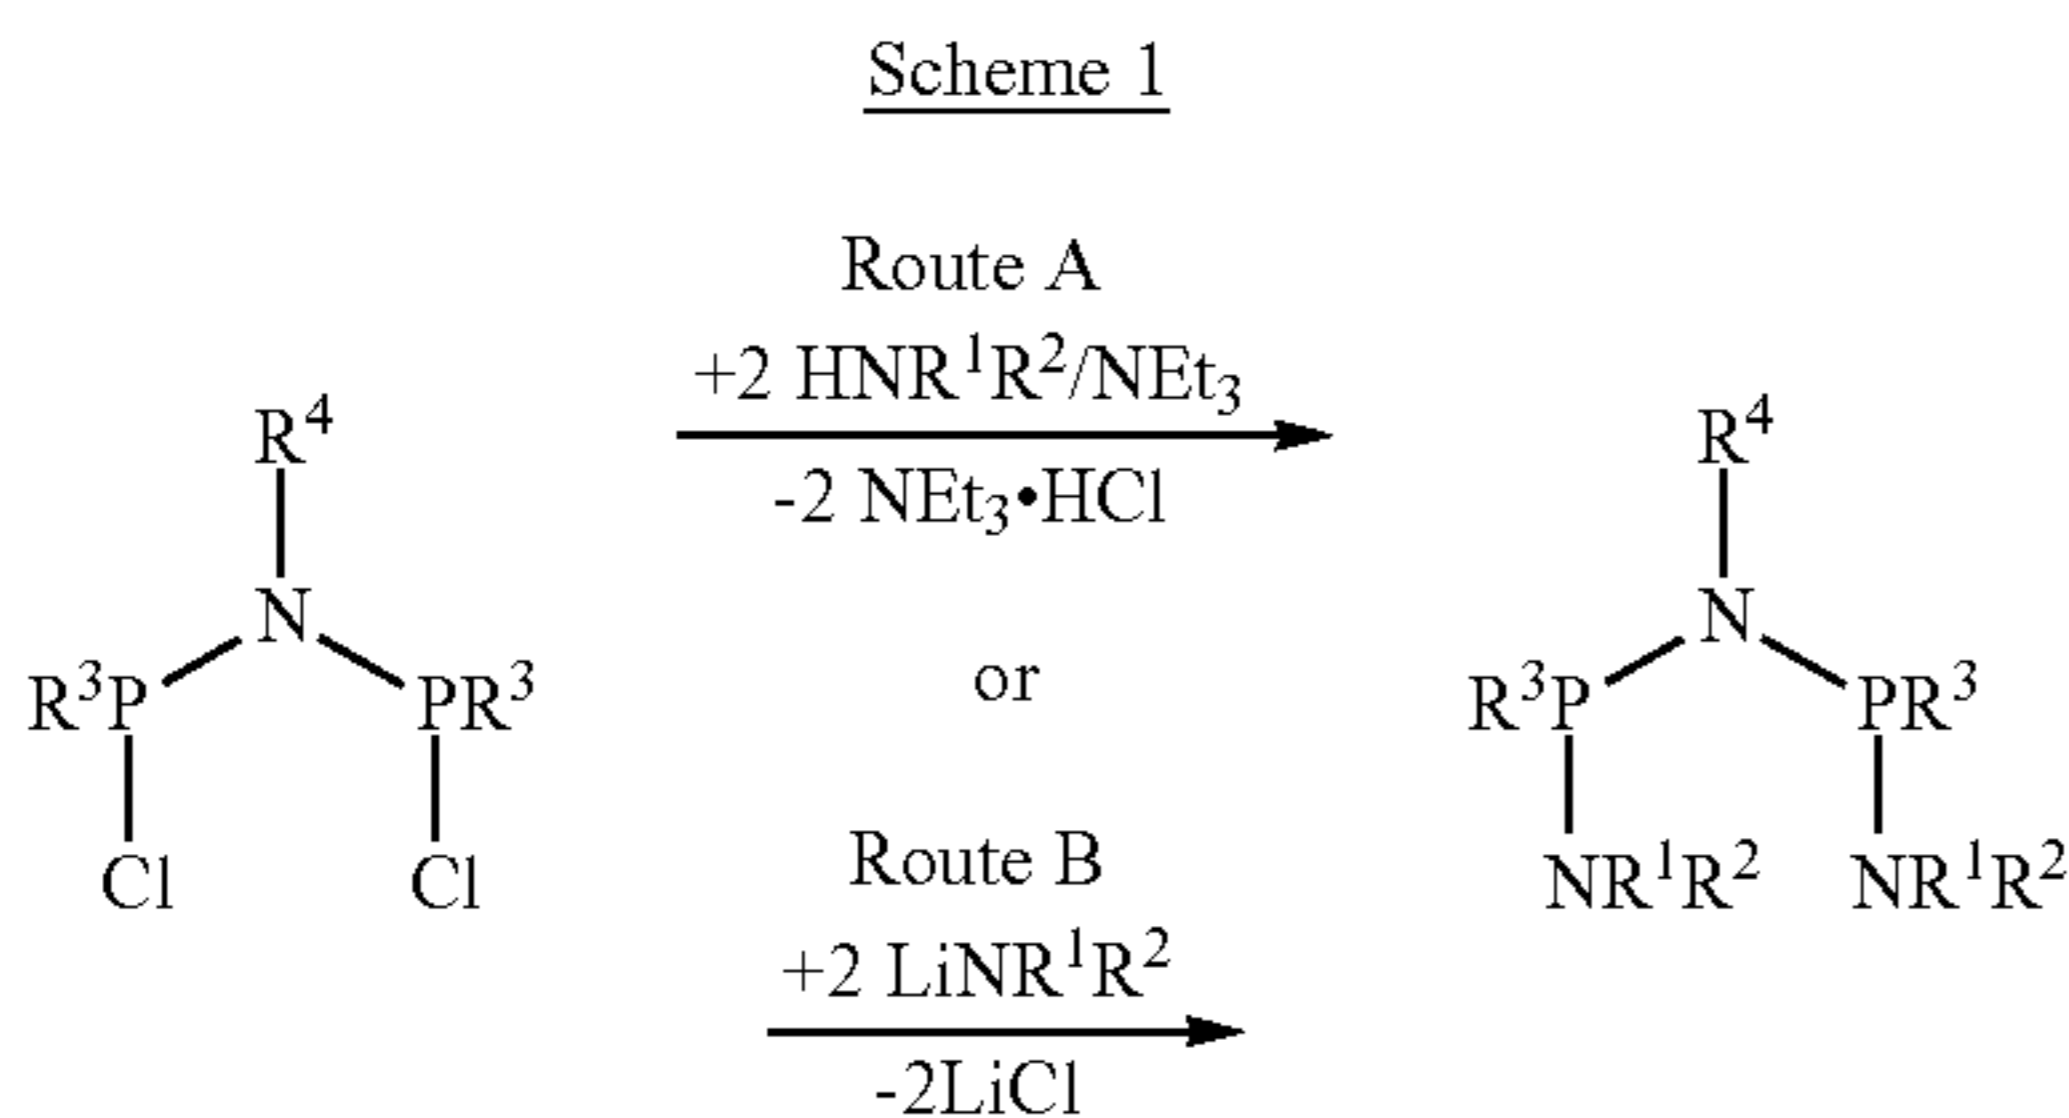 Scheme 1
Route A
+2 HNR¹R²/NEt₃
-2 NEt₃•HCl
R⁴
N
R³P PR³
Cl Cl
or
Route B
+2 LiNR¹R²
-2LiCl
R⁴
N
R³P PR³
NR¹R² NR¹R²